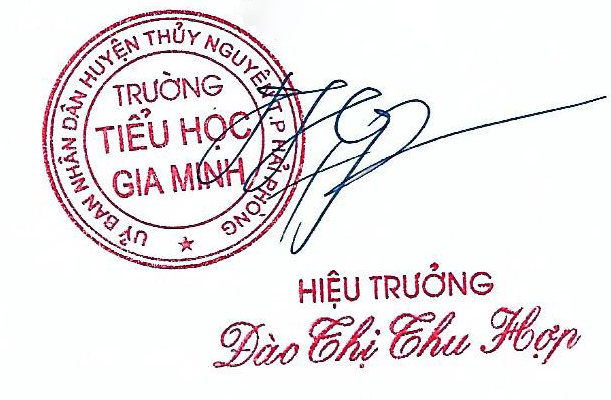 UỶ BAN NHÂN DÂN HUYỆN THỦY NGUYÊN T.P HẢI PHÒNG
TRƯỜNG
TIỂU HỌC
GIA MINH
HIỆU TRƯỞNG
Đào Thị Thu Hợp